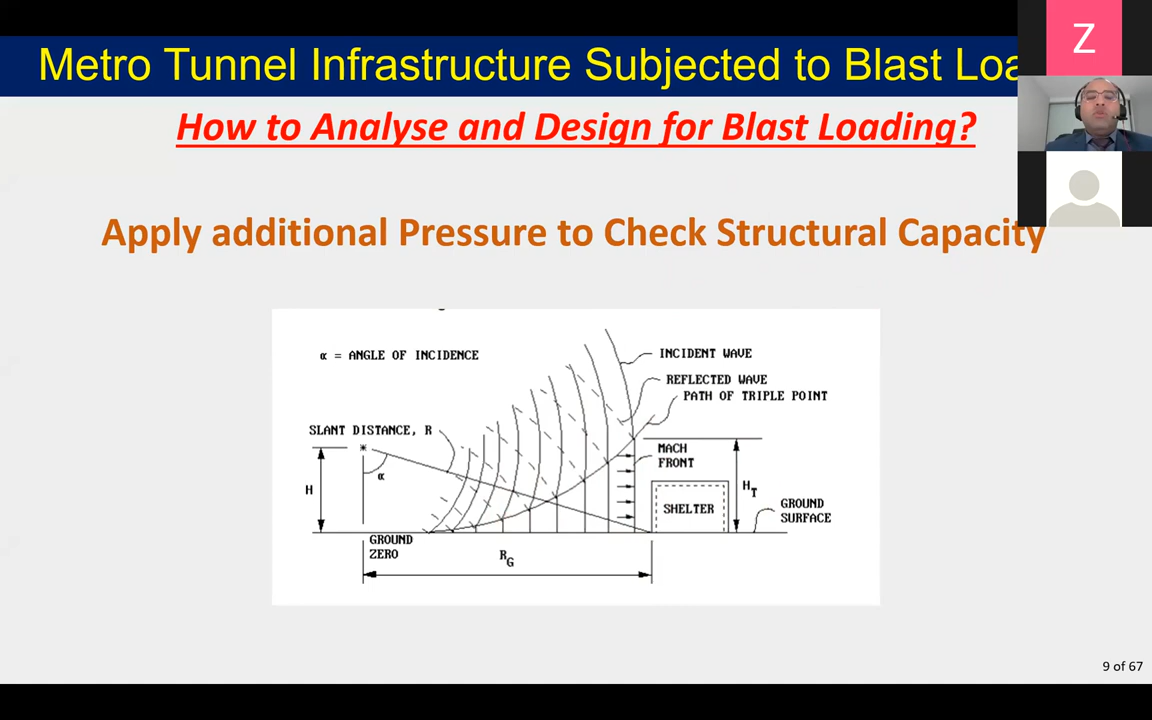 Metro Tunnel Infrastructure Subjected to Blast Loa
Z
How to Analyse and Design for Blast Loading?
Apply additional Pressure to Check Structural Capacity
α = ANGLE OF INCIDENCE
INCIDENT WAVE
REFLECTED WAVE
PATH OF TRIPLE POINT
SLANT DISTANCE, R
MACH
FRONT
α
H
HT
SHELTER
GROUND
SURFACE
GROUND
ZERO
RG
9 of 67